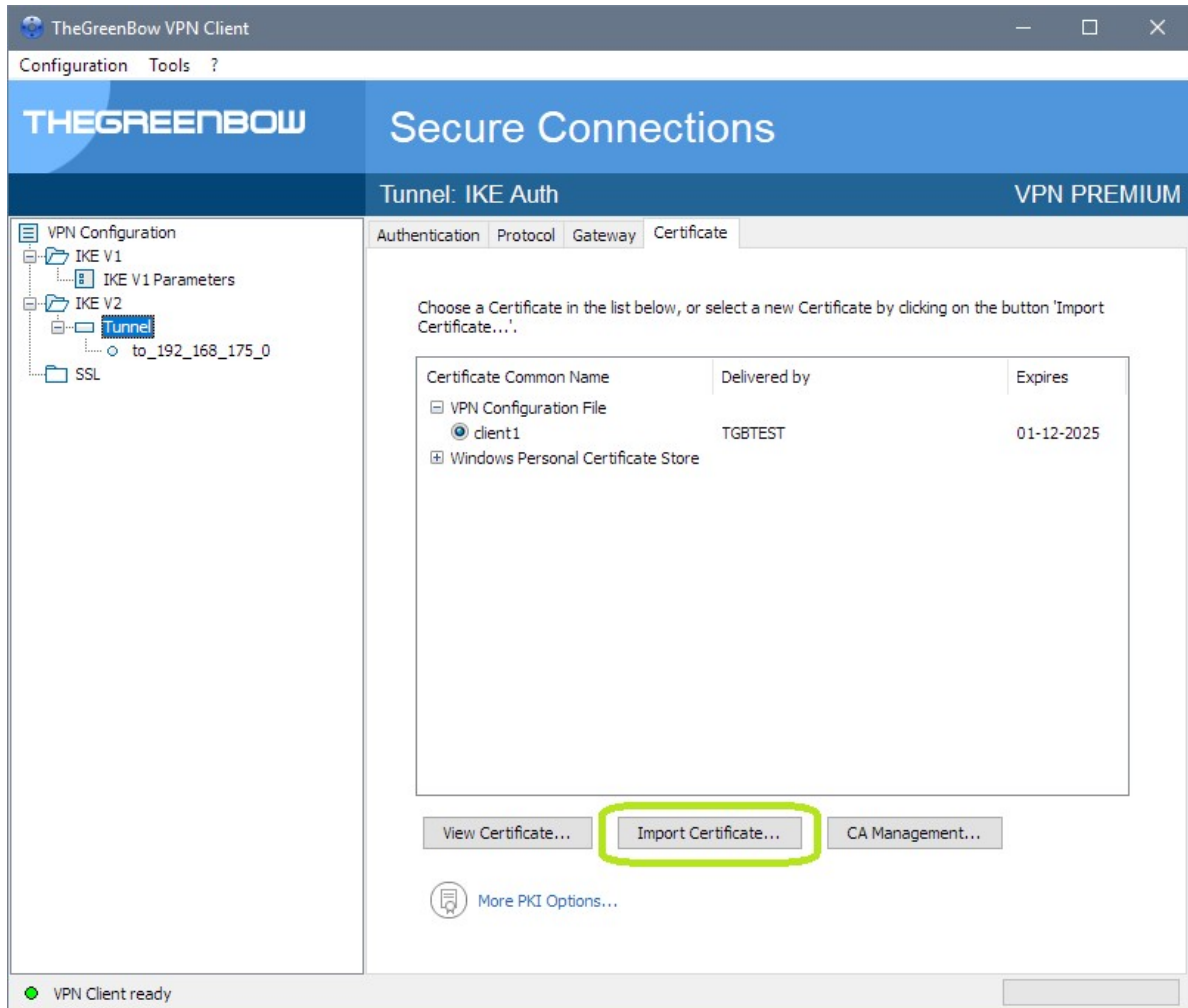 TheGreenBow VPN Client
Configuration Tools ?
THEGREENBOW
Secure Connections
Tunnel: IKE Auth VPN PREMIUM
VPN Configuration
IKE V1
IKE V1 Parameters
IKE V2
Tunnel
to_192_168_175_0
SSL
Authentication Protocol Gateway Certificate
Choose a Certificate in the list below, or select a new Certificate by clicking on the button 'Import
Certificate...'.
Certificate Common Name Delivered by Expires
VPN Configuration File
client1 TGBTEST 01-12-2025
Windows Personal Certificate Store
View Certificate... Import Certificate... CA Management...
More PKI Options...
VPN Client ready